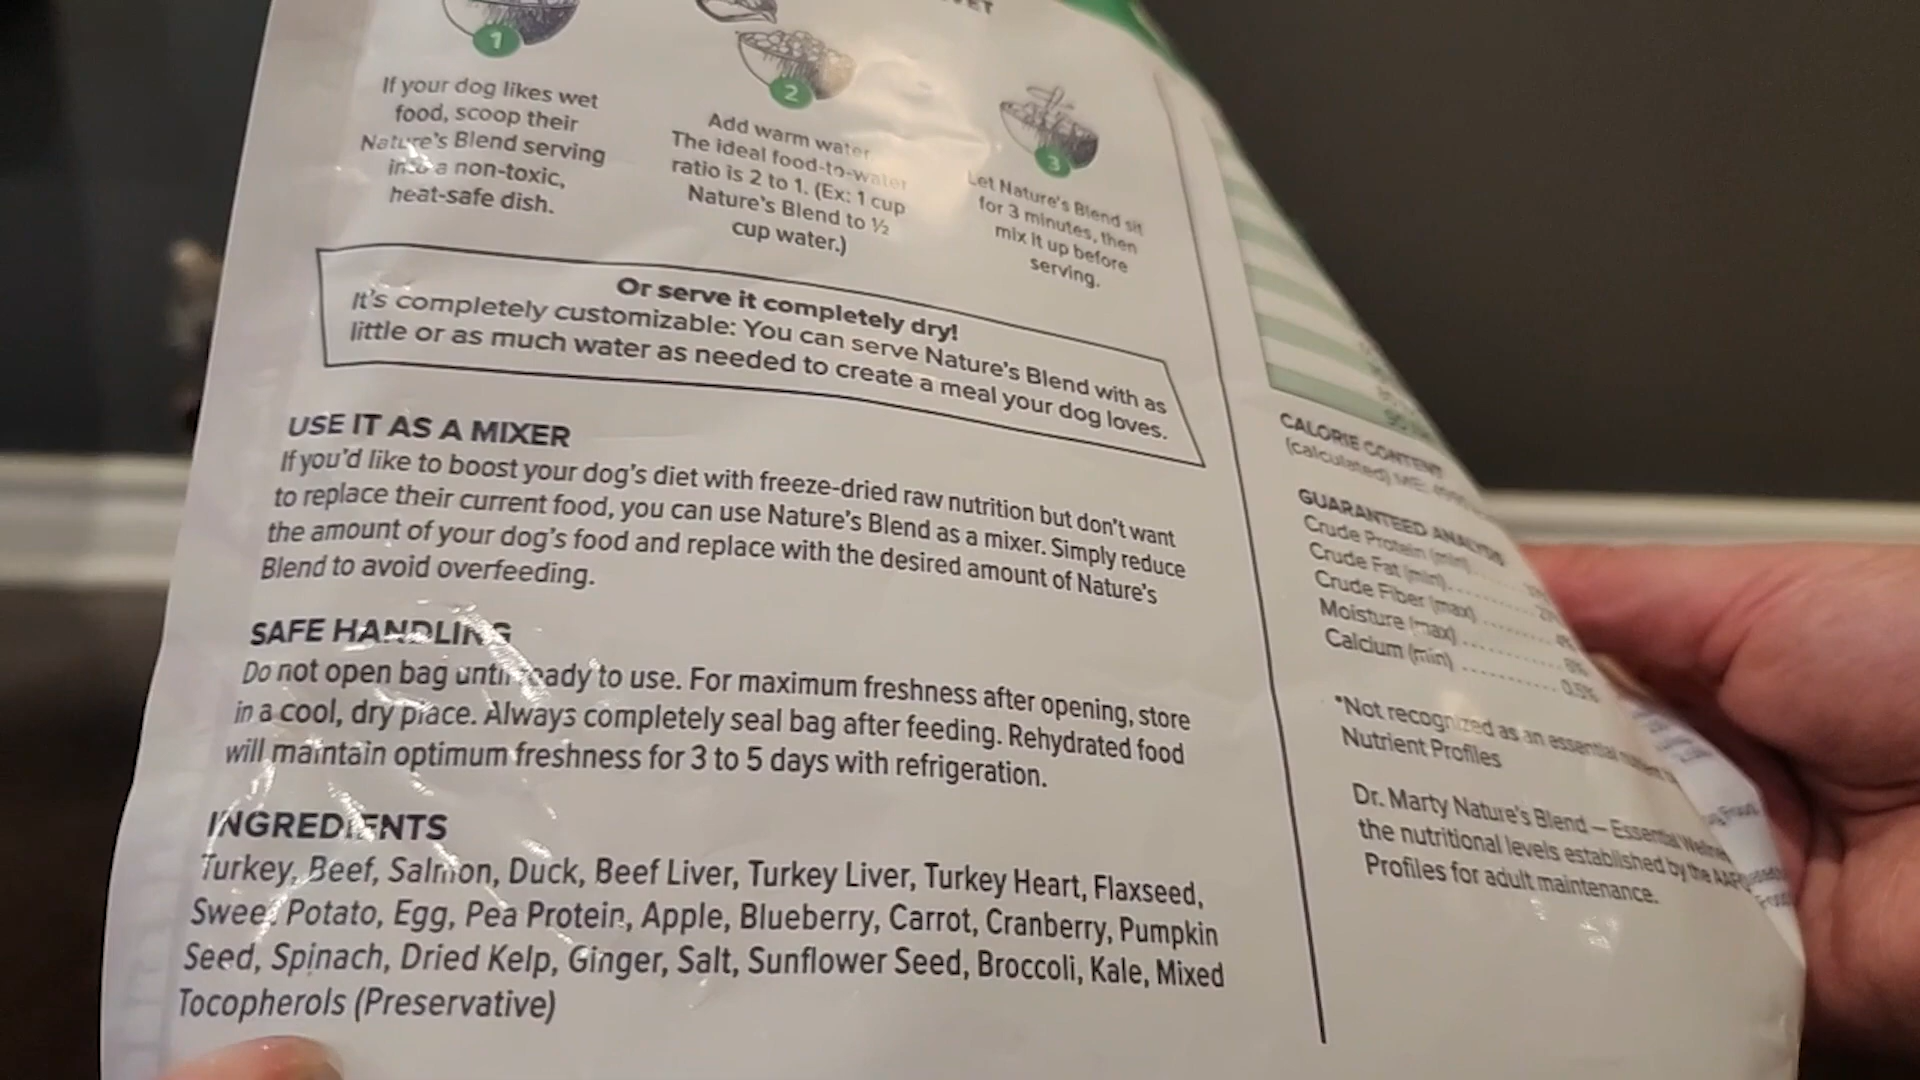 1
If your dog likes wet
food, scoop their
Nature's Blend serving
into a non-toxic,
heat-safe dish.
2
Add warm water
The ideal food-to-water
ratio is 2 to 1. (Ex: 1 cup
Nature's Blend to ½
cup water.)
3
Let Nature's Blend sit
for 3 minutes, then
mix it up before
serving.
Or serve it completely dry!
It's completely customizable: You can serve Nature's Blend with as
little or as much water as needed to create a meal your dog loves.
USE IT AS A MIXER
If you'd like to boost your dog's diet with freeze-dried raw nutrition but don't want
to replace their current food, you can use Nature's Blend as a mixer. Simply reduce
the amount of your dog's food and replace with the desired amount of Nature's
Blend to avoid overfeeding.
SAFE HANDLING
Do not open bag until ready to use. For maximum freshness after opening, store
in a cool, dry place. Always completely seal bag after feeding. Rehydrated food
will maintain optimum freshness for 3 to 5 days with refrigeration.
INGREDIENTS
Turkey, Beef, Salmon, Duck, Beef Liver, Turkey Liver, Turkey Heart, Flaxseed,
Sweet Potato, Egg, Pea Protein, Apple, Blueberry, Carrot, Cranberry, Pumpkin
Seed, Spinach, Dried Kelp, Ginger, Salt, Sunflower Seed, Broccoli, Kale, Mixed
Tocopherols (Preservative)
CALORIE CONTENT
(calculated) ME:
GUARANTEED ANALYSIS
Crude Protein (min)
Crude Fat (min)
Crude Fiber (max)
Moisture (max)
Calcium (min) 0.5%
*Not recognized as an essential
Nutrient Profiles
Dr. Marty Nature's Blend – Essential
the nutritional levels established by the
Profiles for adult maintenance.